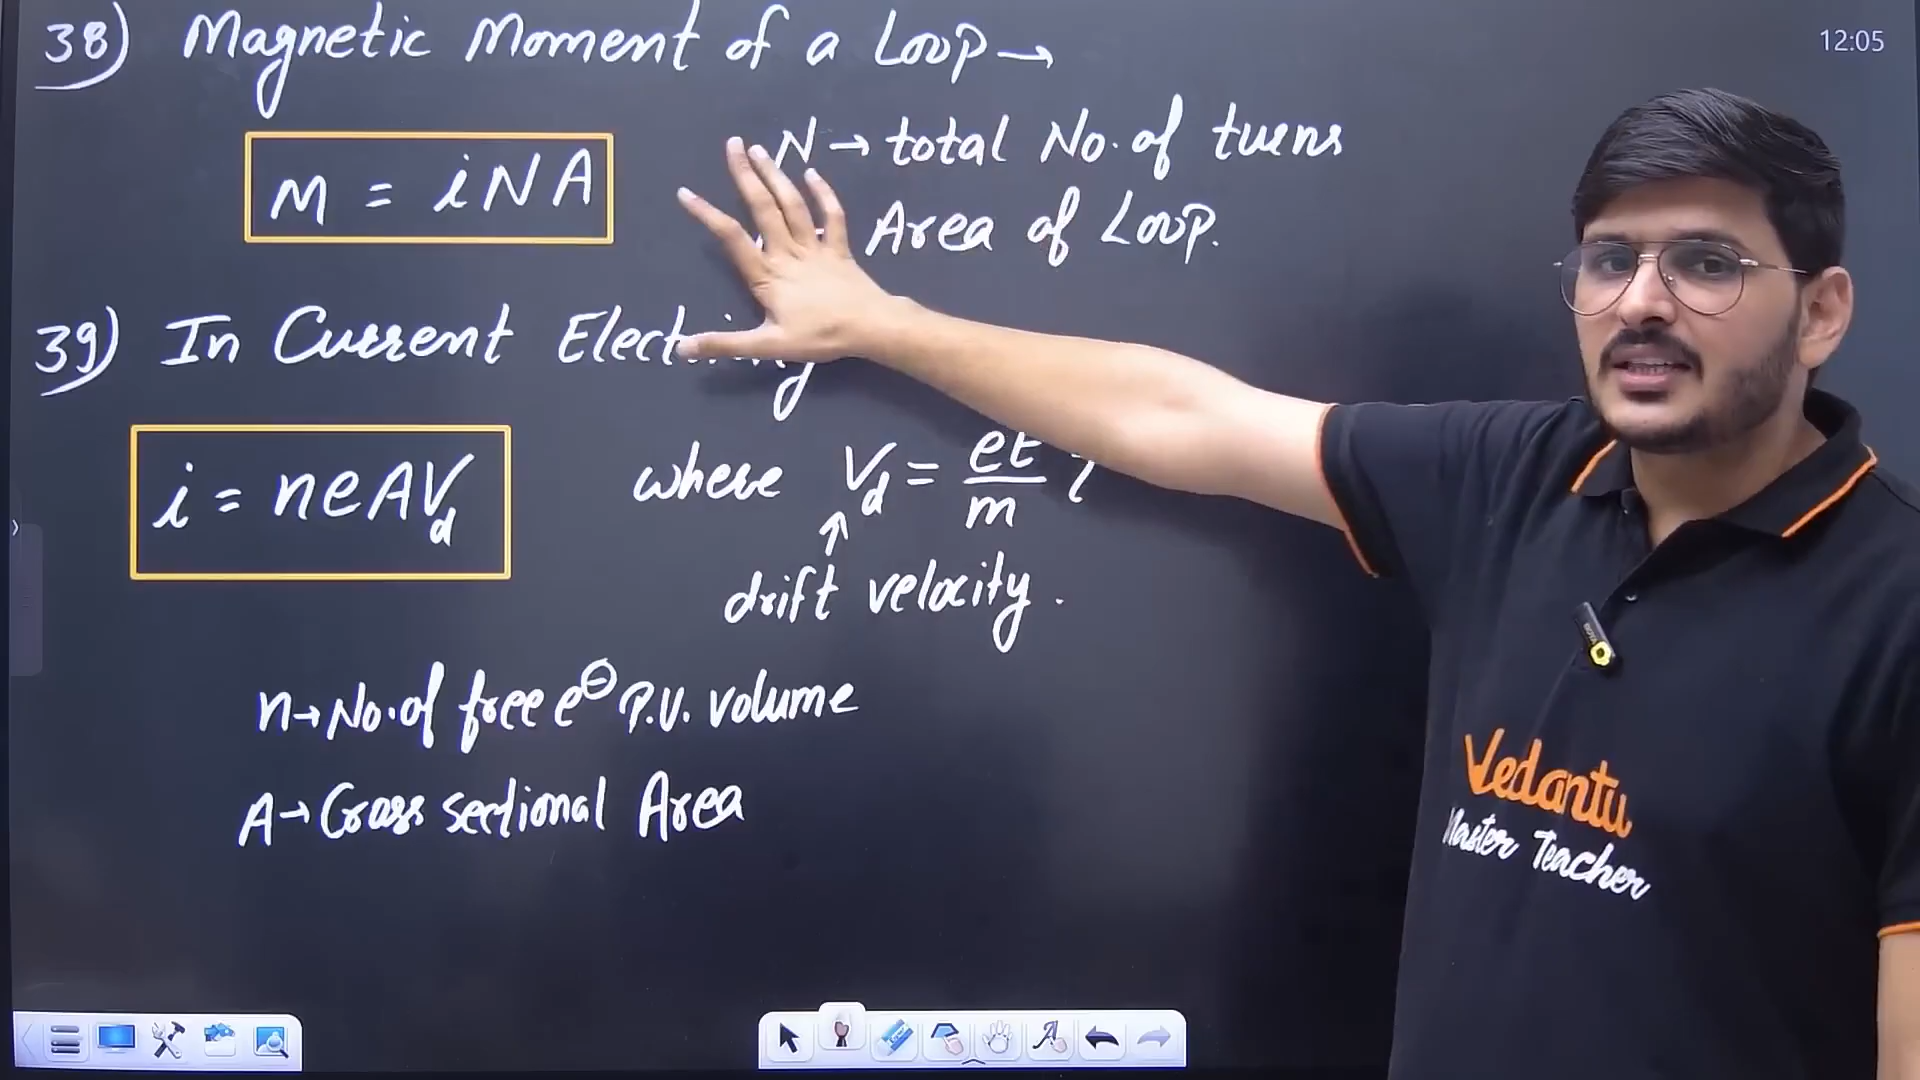 38) Magnetic Moment of a Loop →
M = iNA
N → total No. of turns
Area of Loop.
39) In Current
i = neAVd
where Vd = eE/m
drift velocity.
n → No. of free e⊖ P.V. volume
A → Cross sectional Area
12:05
Vedantu
Master Teacher